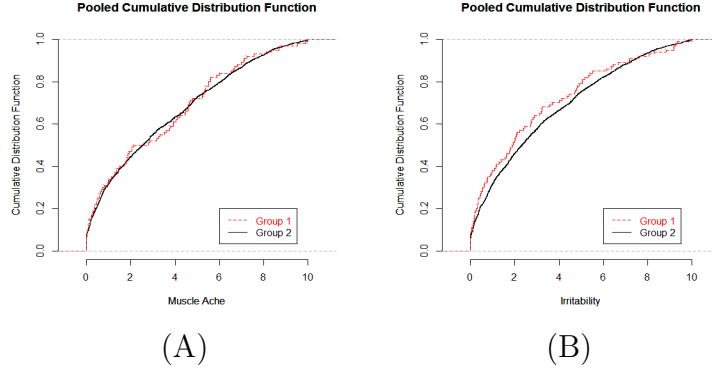 Pooled Cumulative Distribution Function
Cumulative Distribution Function
1.0
0.8
0.6
0.4
0.2
0.0
Group 1
Group 2
0 2 4 6 8 10
Muscle Ache
(A)
Pooled Cumulative Distribution Function
Cumulative Distribution Function
1.0
0.8
0.6
0.4
0.2
0.0
Group 1
Group 2
0 2 4 6 8 10
Irritability
(B)